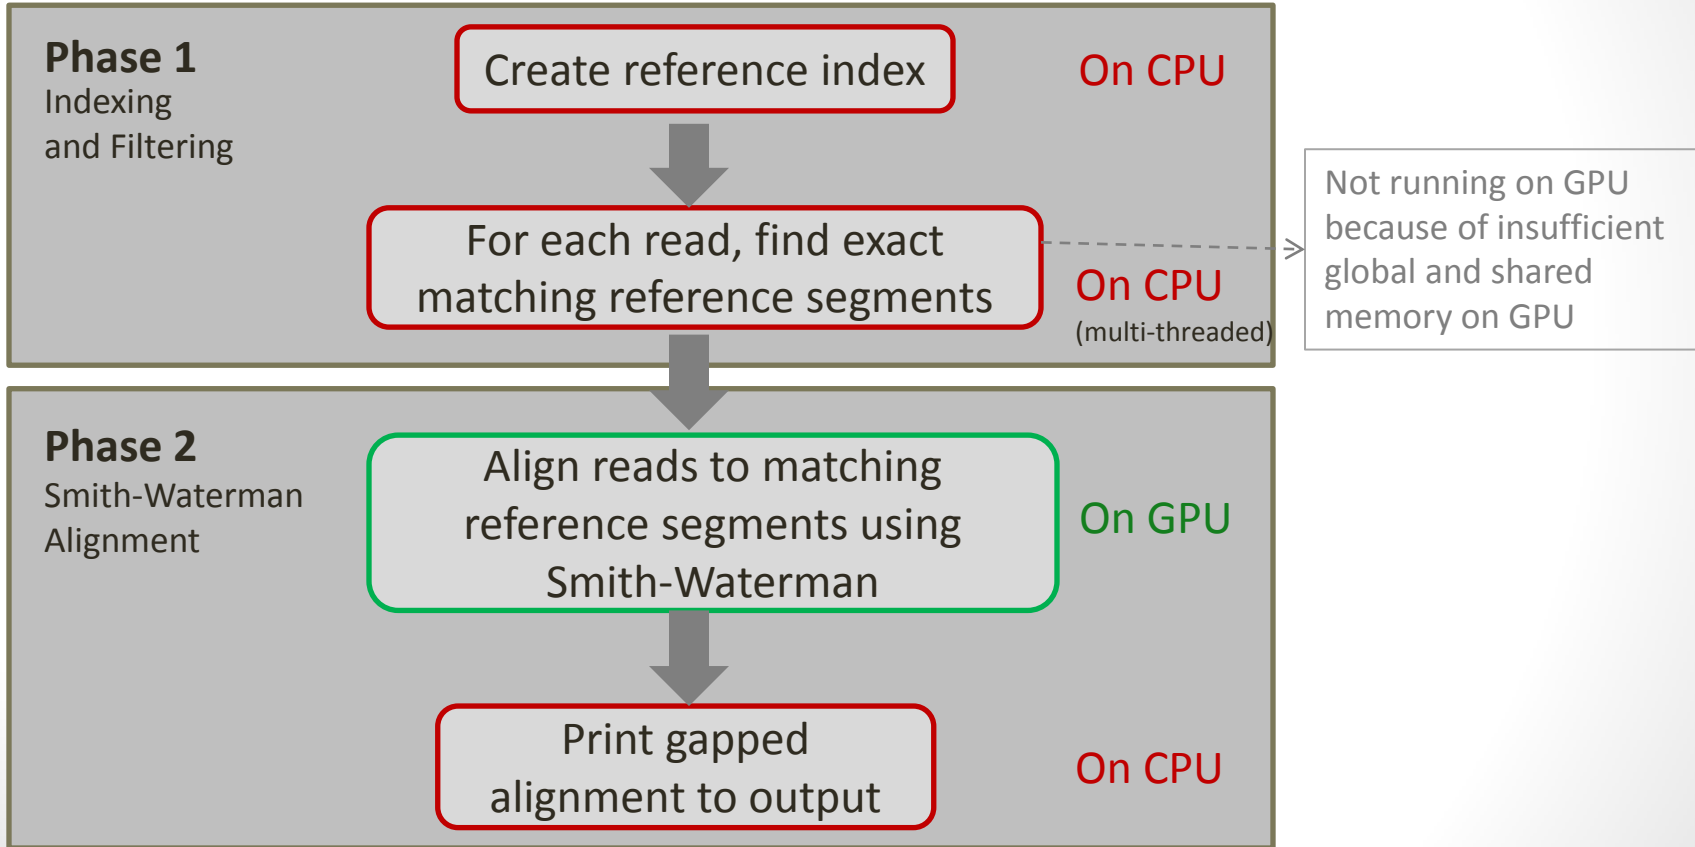 Phase 1
Indexing
and Filtering
Create reference index
On CPU
For each read, find exact
matching reference segments
On CPU
(multi-threaded)
Not running on GPU
because of insufficient
global and shared
memory on GPU
Phase 2
Smith-Waterman
Alignment
Align reads to matching
reference segments using
Smith-Waterman
On GPU
Print gapped
alignment to output
On CPU